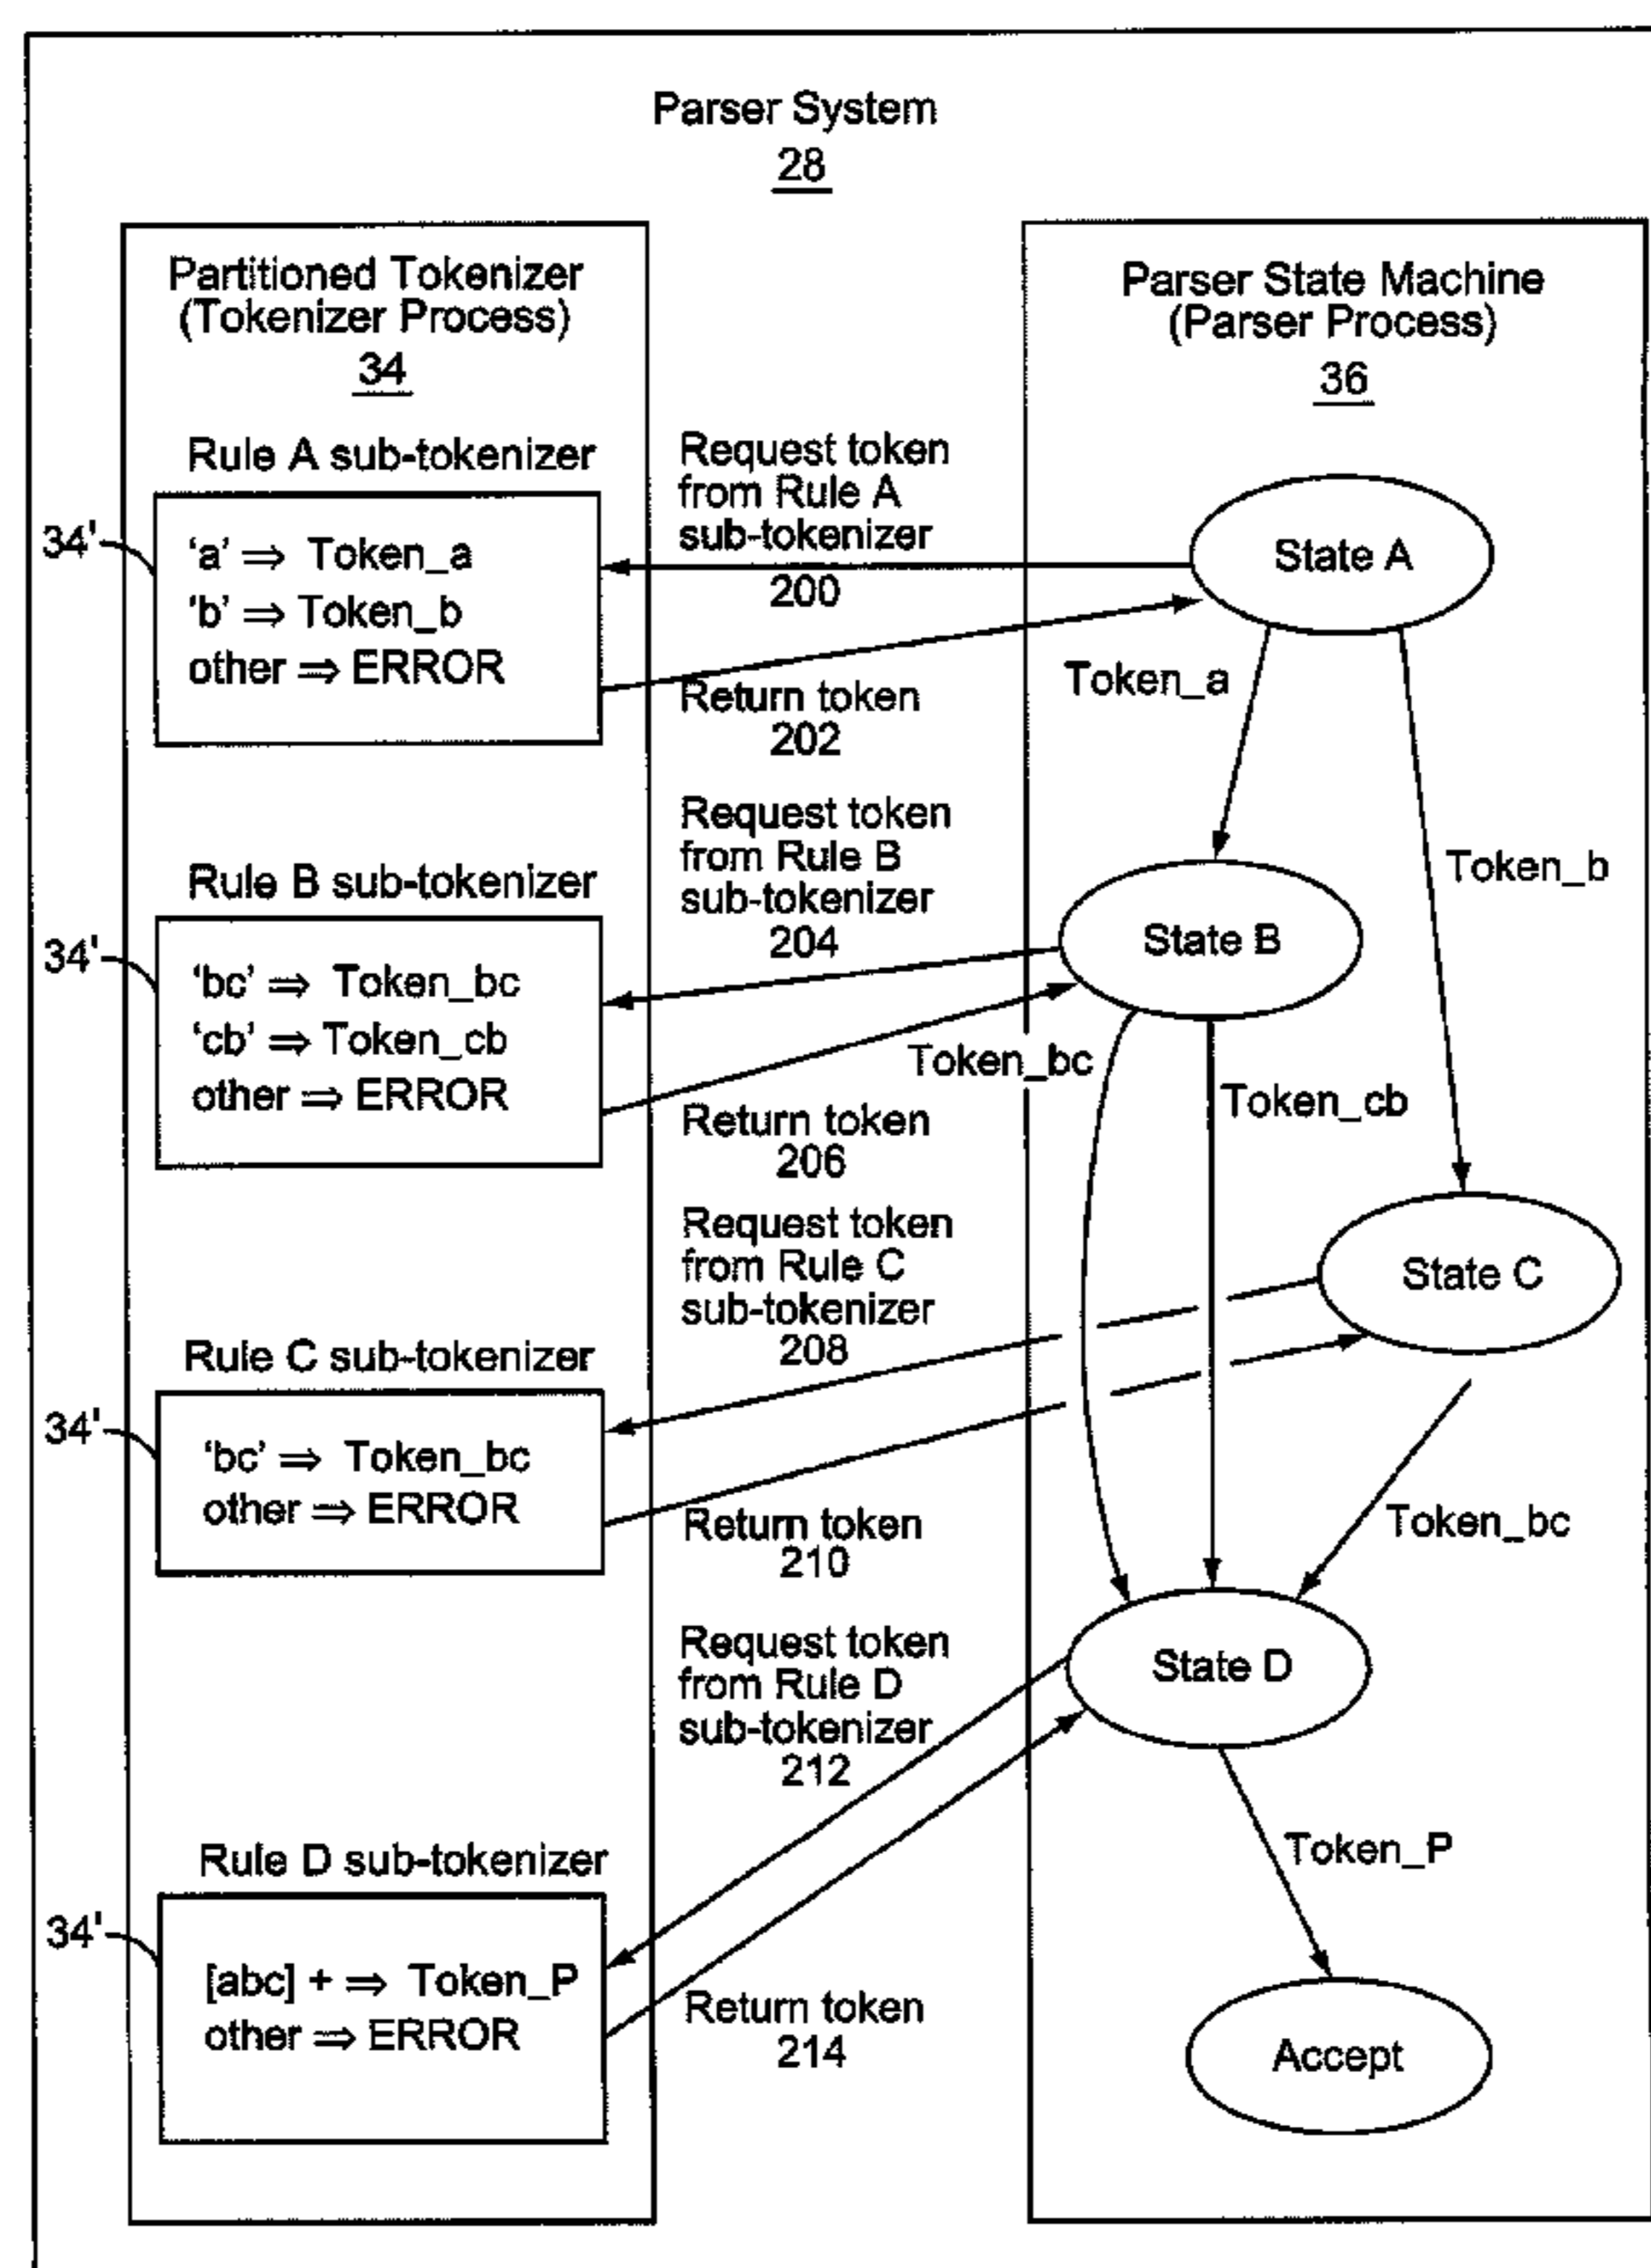 Parser System
28
Partitioned Tokenizer
(Tokenizer Process)
34
Rule A sub-tokenizer
34'
‘a’ ⇒ Token_a
‘b’ ⇒ Token_b
other ⇒ ERROR
Rule B sub-tokenizer
34'
‘bc’ ⇒ Token_bc
‘cb’ ⇒ Token_cb
other ⇒ ERROR
Rule C sub-tokenizer
34'
‘bc’ ⇒ Token_bc
other ⇒ ERROR
Rule D sub-tokenizer
34'
[abc] + ⇒ Token_P
other ⇒ ERROR
Request token
from Rule A
sub-tokenizer
200
Return token
202
Request token
from Rule B
sub-tokenizer
204
Return token
206
Request token
from Rule C
sub-tokenizer
208
Return token
210
Request token
from Rule D
sub-tokenizer
212
Return token
214
Parser State Machine
(Parser Process)
36
State A
Token_a
Token_b
State B
Token_bc
Token_cb
State C
Token_bc
State D
Token_P
Accept